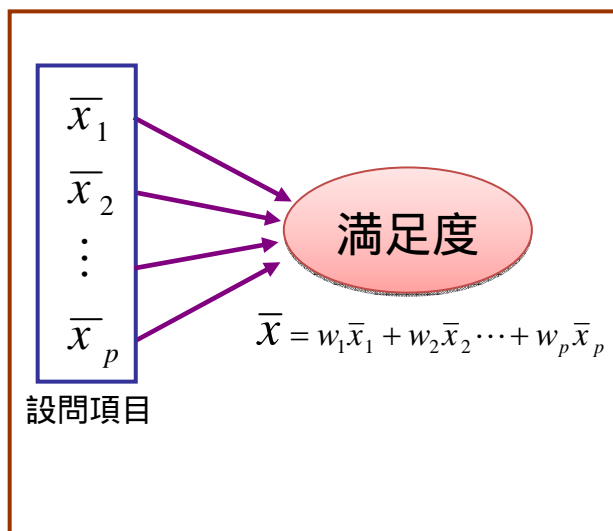 x̄₁
x̄₂
⋮
x̄ₚ
設問項目
満足度
x̄ = w₁x̄₁ + w₂x̄₂ ⋯ + wₚx̄ₚ